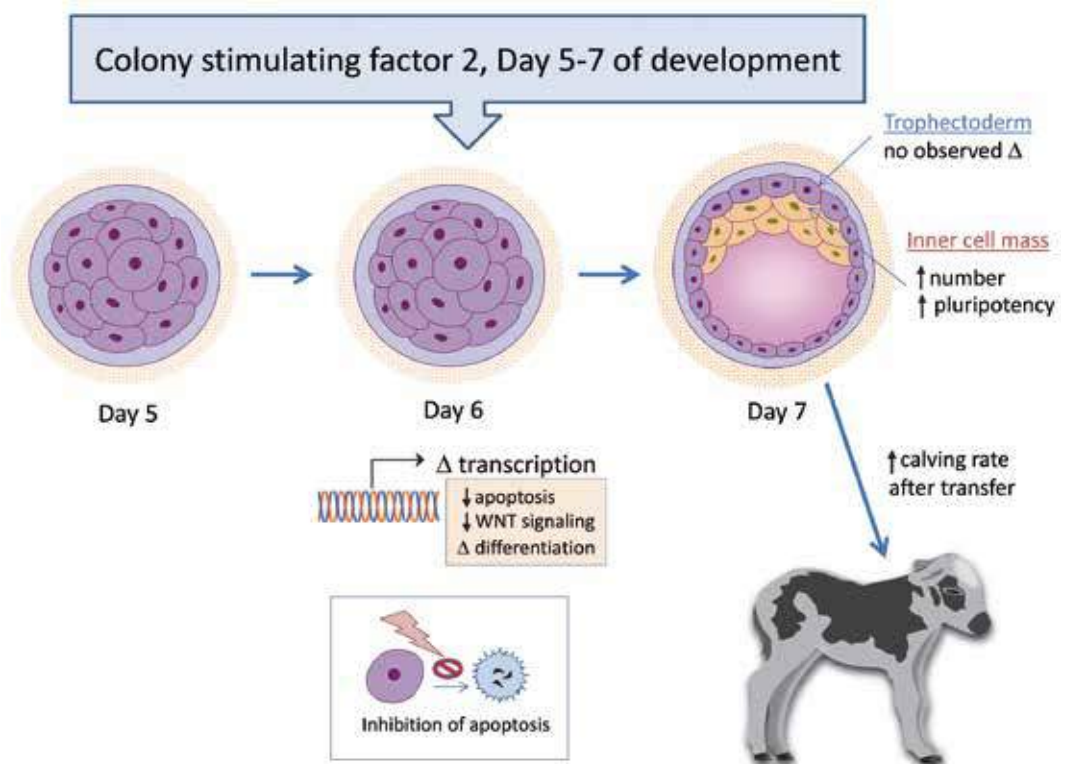 Colony stimulating factor 2, Day 5-7 of development
Trophectoderm
no observed Δ
Inner cell mass
↑ number
↑ pluripotency
Day 5
Day 6
Day 7
Δ transcription
↓ apoptosis
↓ WNT signaling
Δ differentiation
↑ calving rate
after transfer
Inhibition of apoptosis